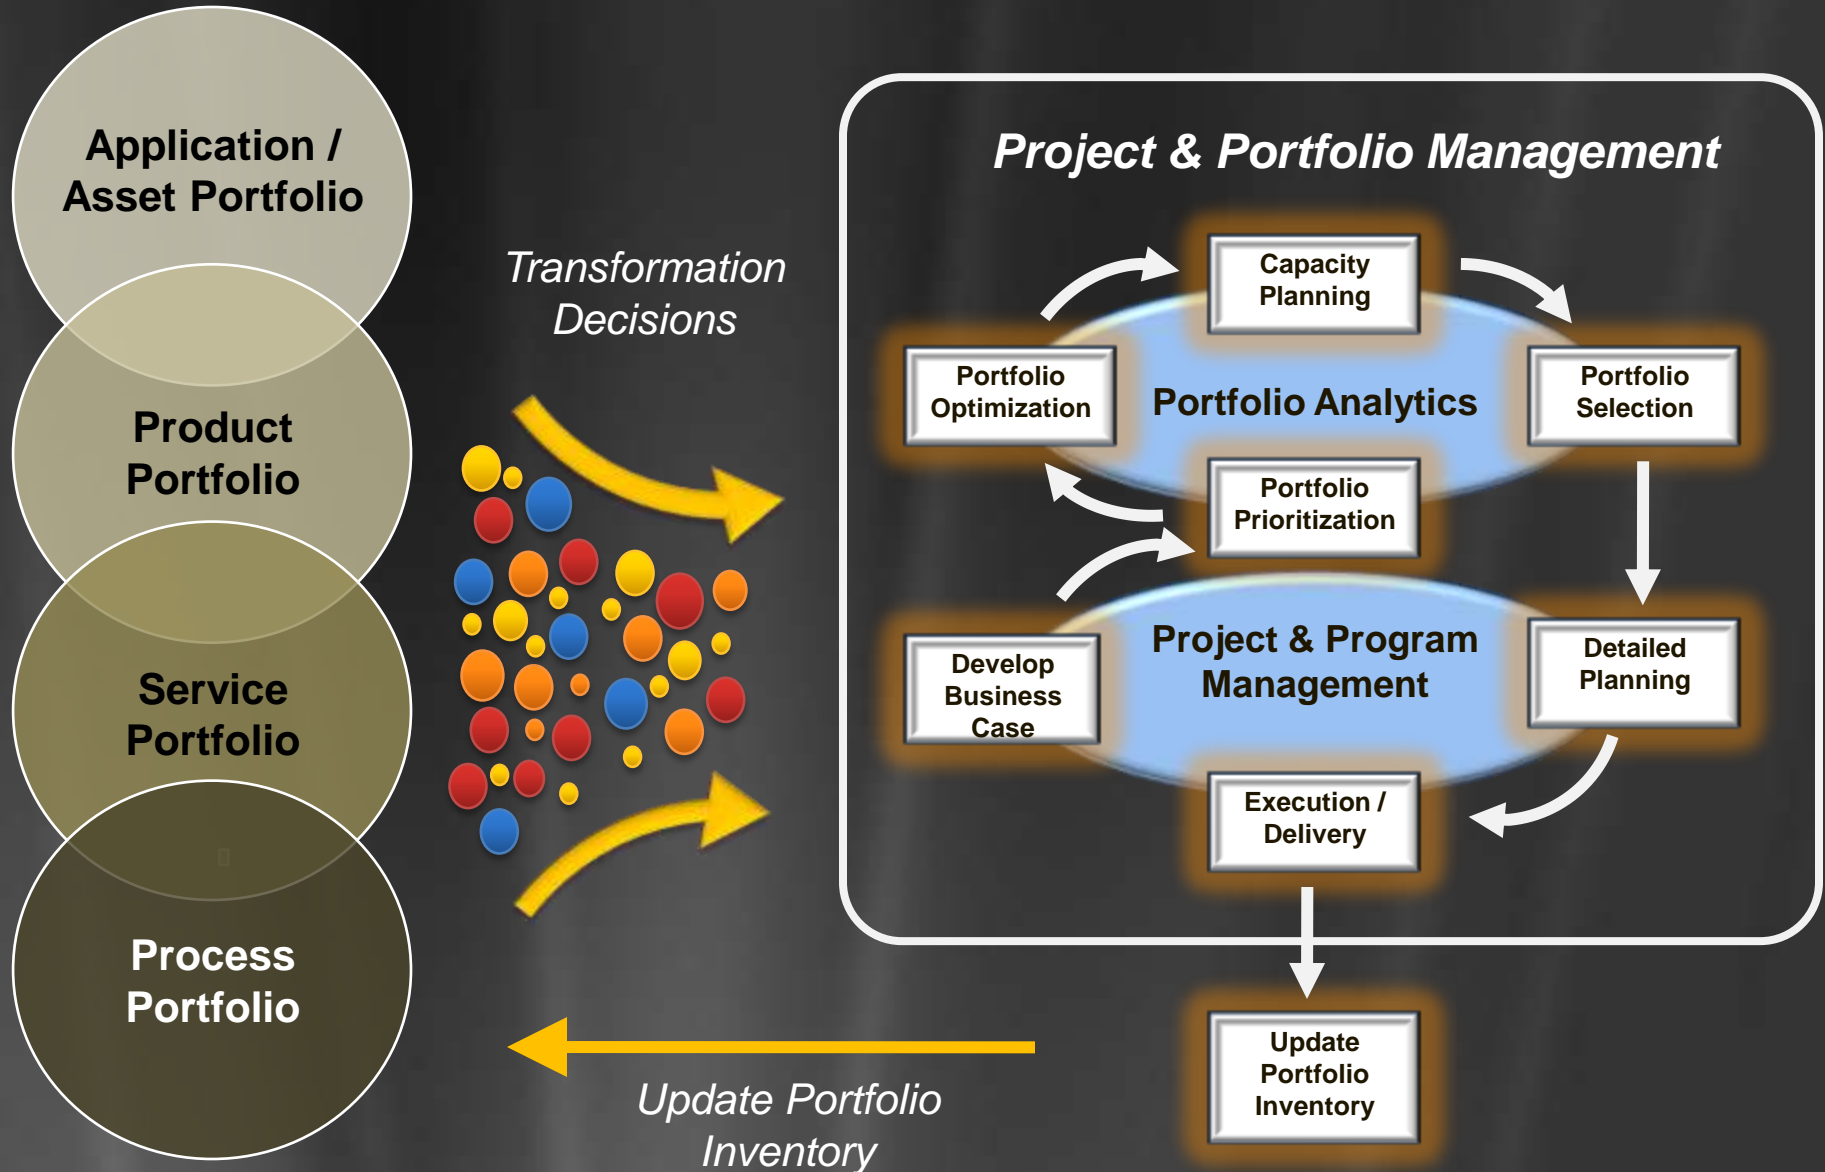 Application /
Asset Portfolio
Product
Portfolio
Service
Portfolio
Process
Portfolio
Transformation
Decisions
Update Portfolio
Inventory
Project & Portfolio Management
Capacity
Planning
Portfolio
Optimization
Portfolio Analytics
Portfolio
Selection
Portfolio
Prioritization
Project & Program
Management
Develop
Business
Case
Detailed
Planning
Execution /
Delivery
Update
Portfolio
Inventory